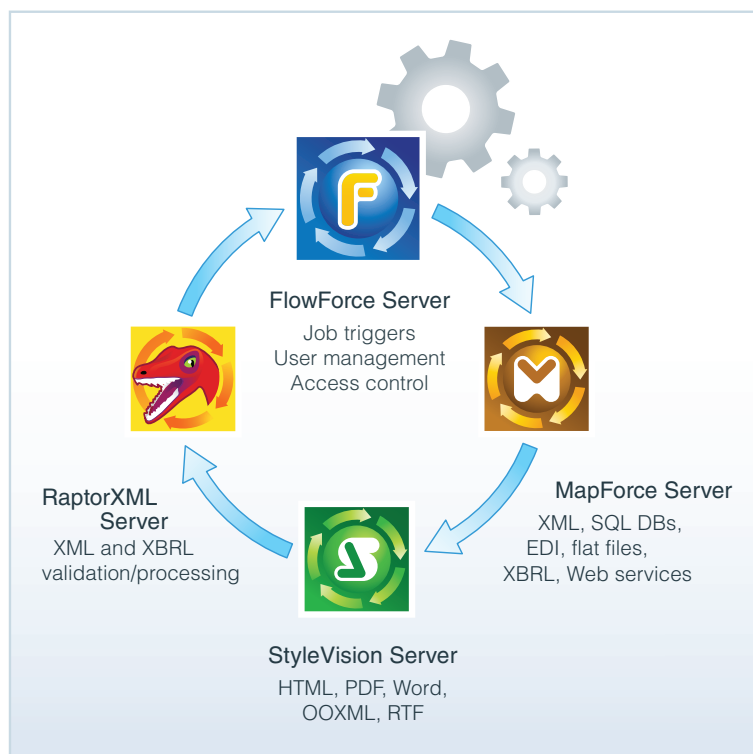 F
FlowForce Server
Job triggers
User management
Access control
MapForce Server
XML, SQL DBs,
EDI, flat files,
XBRL, Web services
StyleVision Server
HTML, PDF, Word,
OOXML, RTF
RaptorXML
Server
XML and XBRL
validation/processing